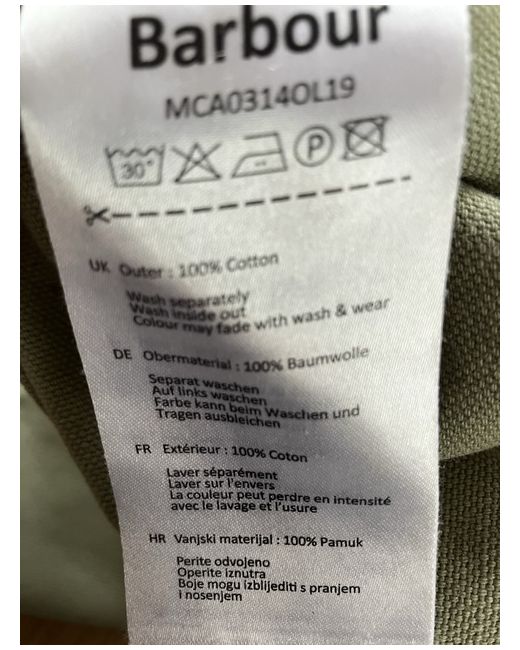 Barbour
MCA0314OL19
30°
P
UK Outer : 100% Cotton
Wash separately
Wash inside out
Colour may fade with wash & wear
DE Obermaterial : 100% Baumwolle
Separat waschen
Auf links waschen
Farbe kann beim Waschen und
Tragen ausbleichen
FR Extérieur : 100% Coton
Laver séparément
Laver sur l'envers
La couleur peut perdre en intensité
avec le lavage et l'usure
HR Vanjski materijal : 100% Pamuk
Perite odvojeno
Operite iznutra
Boje mogu izblijediti s pranjem
i nosenjem